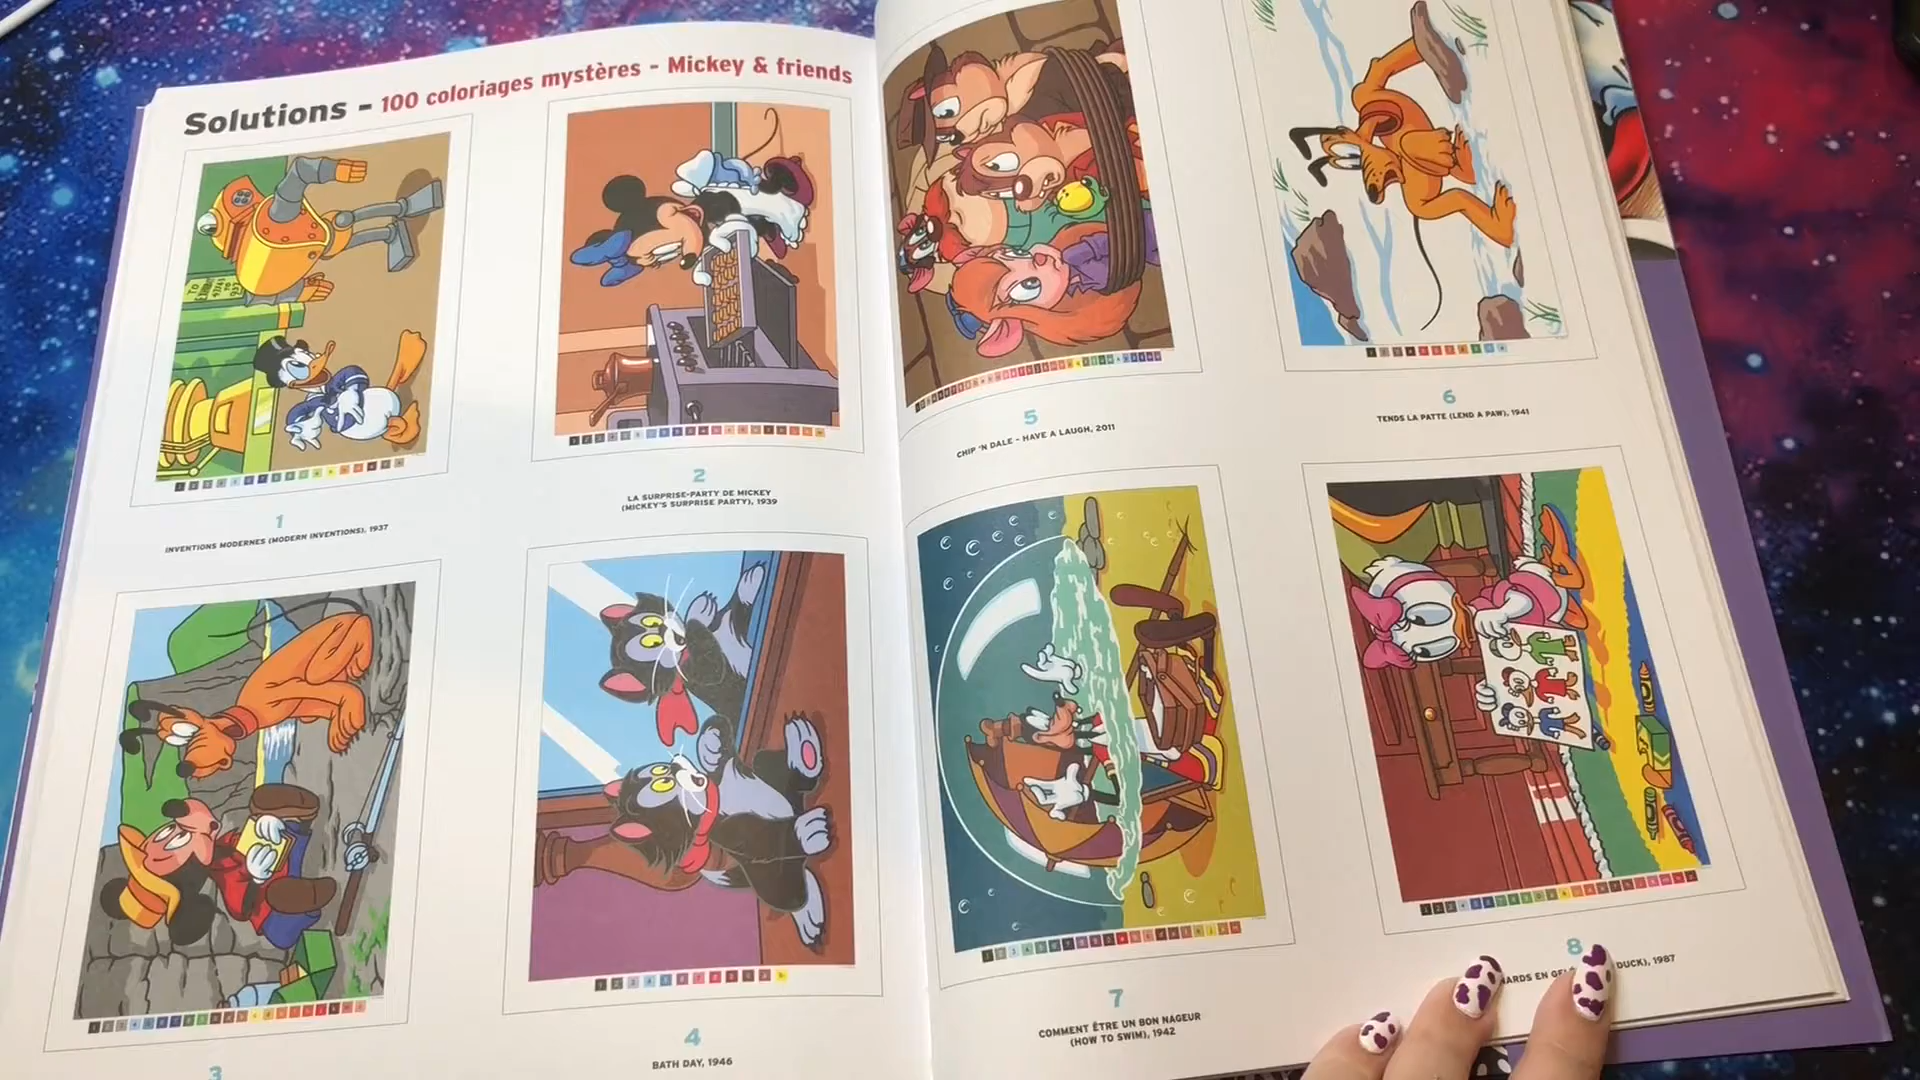 Solutions - 100 coloriages mystères - Mickey & friends
1
INVENTIONS MODERNES (MODERN INVENTIONS), 1937
2
LA SURPRISE-PARTY DE MICKEY
(MICKEY'S SURPRISE PARTY), 1939
3
4
BATH DAY, 1946
5
CHIP 'N DALE - HAVE A LAUGH, 2011
6
TENDS LA PATTE (LEND A PAW), 1941
7
COMMENT ÊTRE UN BON NAGEUR
(HOW TO SWIM), 1942
8
EN DUCK), 1987